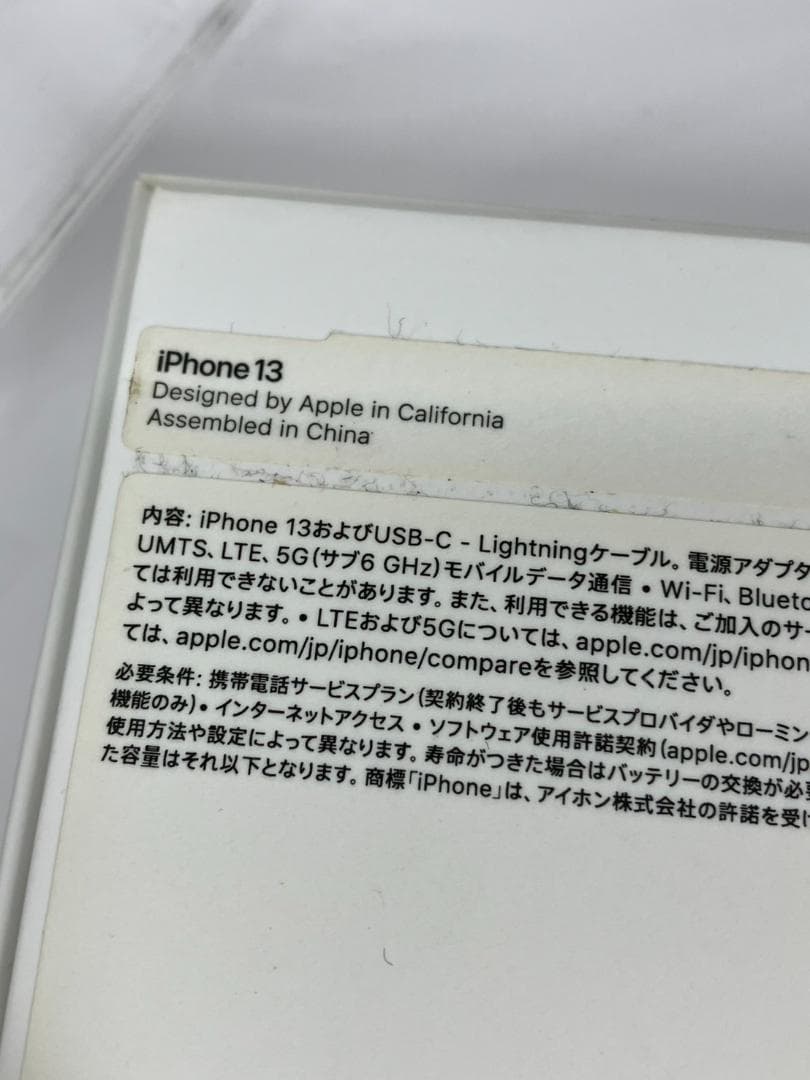 iPhone 13
Designed by Apple in California
Assembled in China
内容: iPhone 13およびUSB-C - Lightningケーブル。電源アダプタ
UMTS、LTE、5G（サブ6 GHz）モバイルデータ通信 • Wi-Fi、Blueto
ては利用できないことがあります。また、利用できる機能は、ご加入のサー
よって異なります。• LTEおよび5Gについては、apple.com/jp/iphon
ては、apple.com/jp/iphone/compareを参照してください。
必要条件: 携帯電話サービスプラン（契約終了後もサービスプロバイダやローミン
機能のみ）• インターネットアクセス • ソフトウェア使用許諾契約（apple.com/jp
使用方法や設定によって異なります。寿命がつきた場合はバッテリーの交換が必要
た容量はそれ以下となります。商標「iPhone」は、アイホン株式会社の許諾を受け